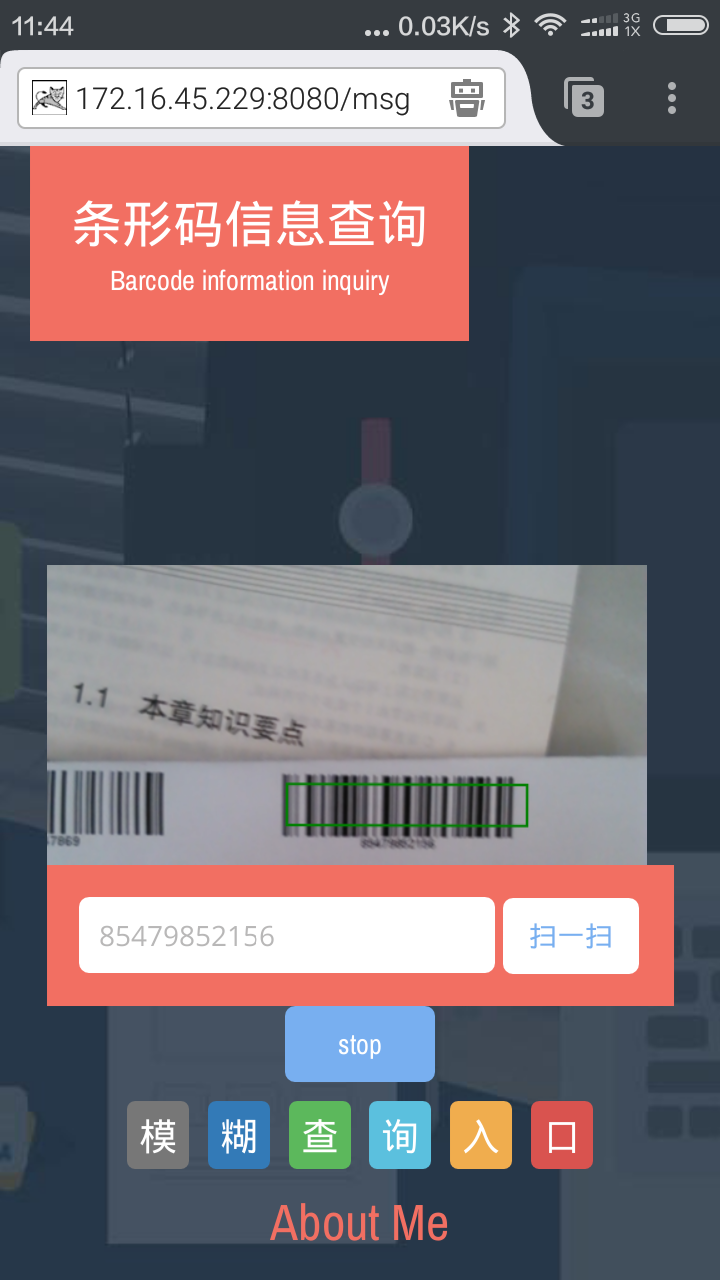 11:44
... 0.03K/s
3G
1X
172.16.45.229:8080/msg
3
条形码信息查询
Barcode information inquiry
1.1 本章知识要点
7869
85479852156
85479852156
扫一扫
stop
模糊查询入口
About Me